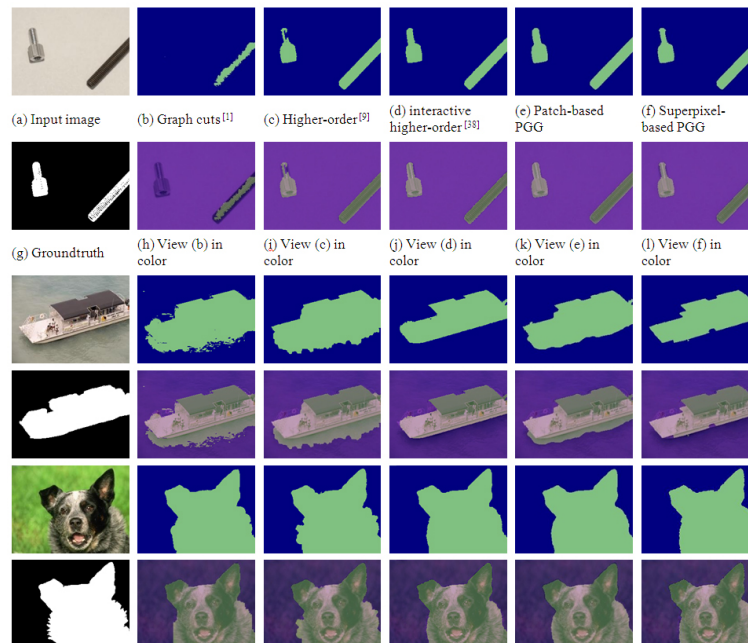 (a) Input image
(b) Graph cuts[1]
(c) Higher-order[9]
(d) interactive
higher-order[38]
(e) Patch-based
PGG
(f) Superpixel-
based PGG
(g) Groundtruth
(h) View (b) in
color
(i) View (c) in
color
(j) View (d) in
color
(k) View (e) in
color
(l) View (f) in
color